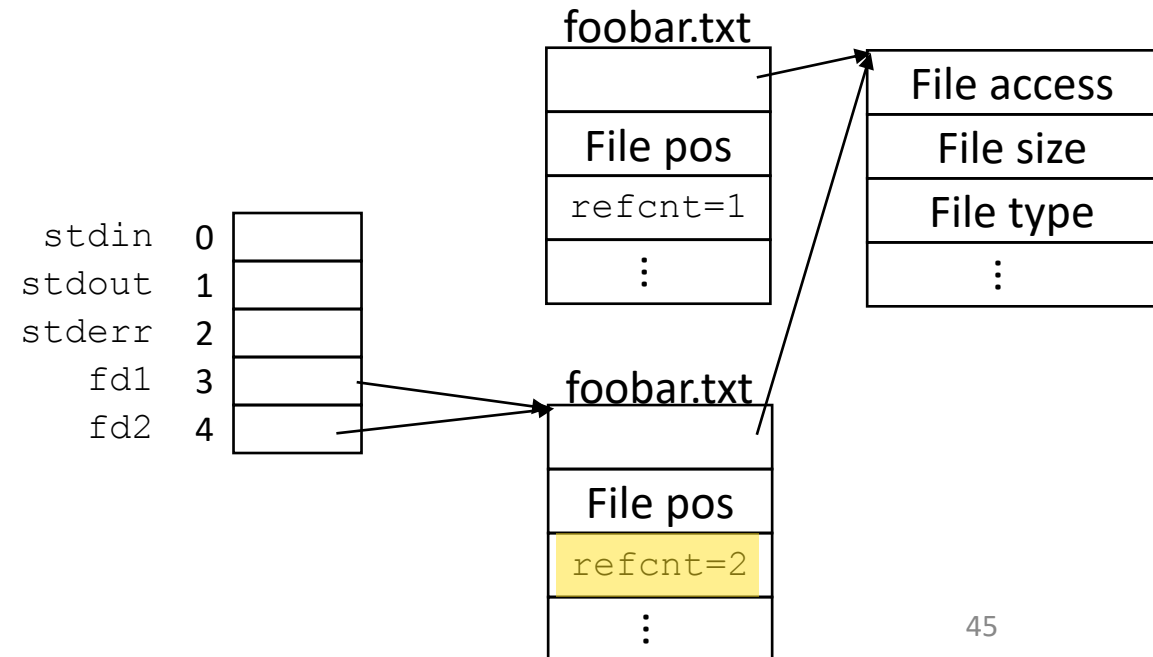 foobar.txt
File pos
refcnt=1
⋮
File access
File size
File type
⋮
stdin 0
stdout 1
stderr 2
fd1 3
fd2 4
foobar.txt
File pos
refcnt=2
⋮
45